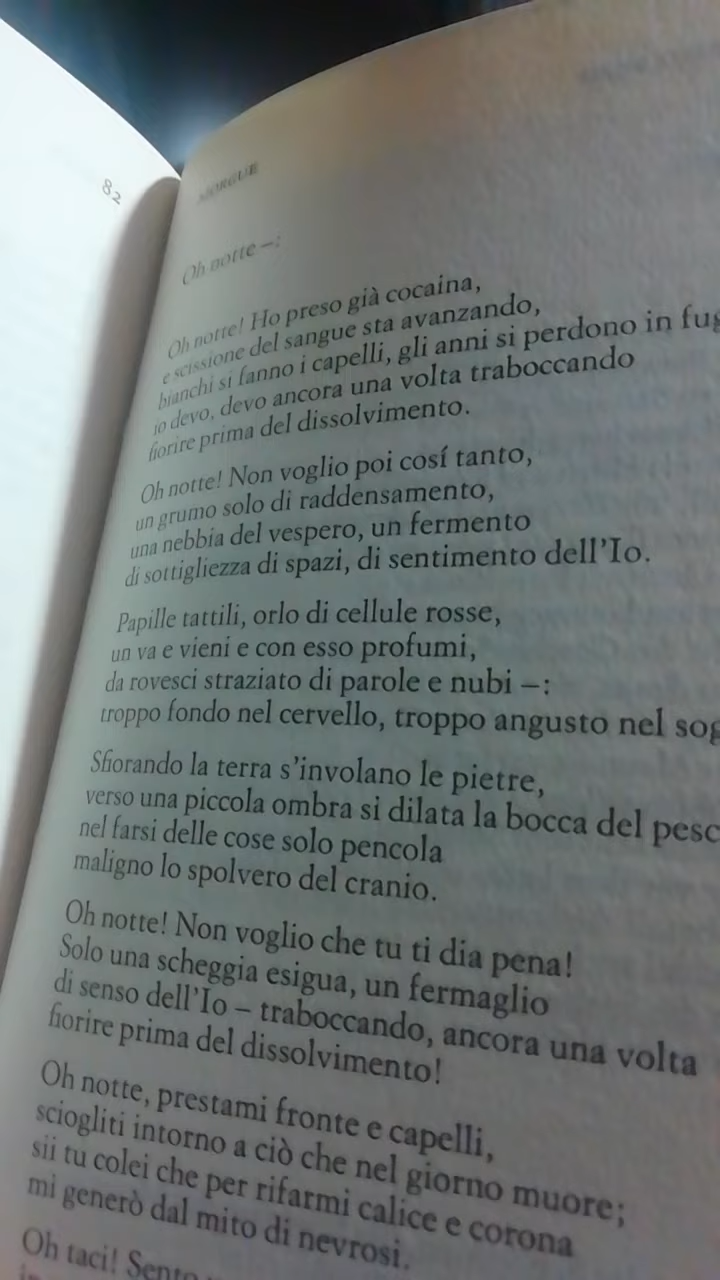 82
MORGUE
Oh notte –:
Oh notte! Ho preso già cocaina,
e scissione del sangue sta avanzando,
bianchi si fanno i capelli, gli anni si perdono in
io devo, devo ancora una volta traboccando
fiorire prima del dissolvimento.
Oh notte! Non voglio poi cosí tanto,
un grumo solo di raddensamento,
una nebbia del vespero, un fermento
di sottigliezza di spazi, di sentimento dell'Io.
Papille tattili, orlo di cellule rosse,
un va e vieni e con esso profumi,
da rovesci straziato di parole e nubi –:
troppo fondo nel cervello, troppo angusto nel
Sfiorando la terra s'involano le pietre,
verso una piccola ombra si dilata la bocca del
nel farsi delle cose solo pencola
maligno lo spolvero del cranio.
Oh notte! Non voglio che tu ti dia pena!
Solo una scheggia esigua, un fermaglio
di senso dell'Io – traboccando, ancora una volta
fiorire prima del dissolvimento!
Oh notte, prestami fronte e capelli,
sciogliti intorno a ciò che nel giorno muore;
sii tu colei che per rifarmi calice e corona
mi generò dal mito di nevrosi.
Oh taci! Sento